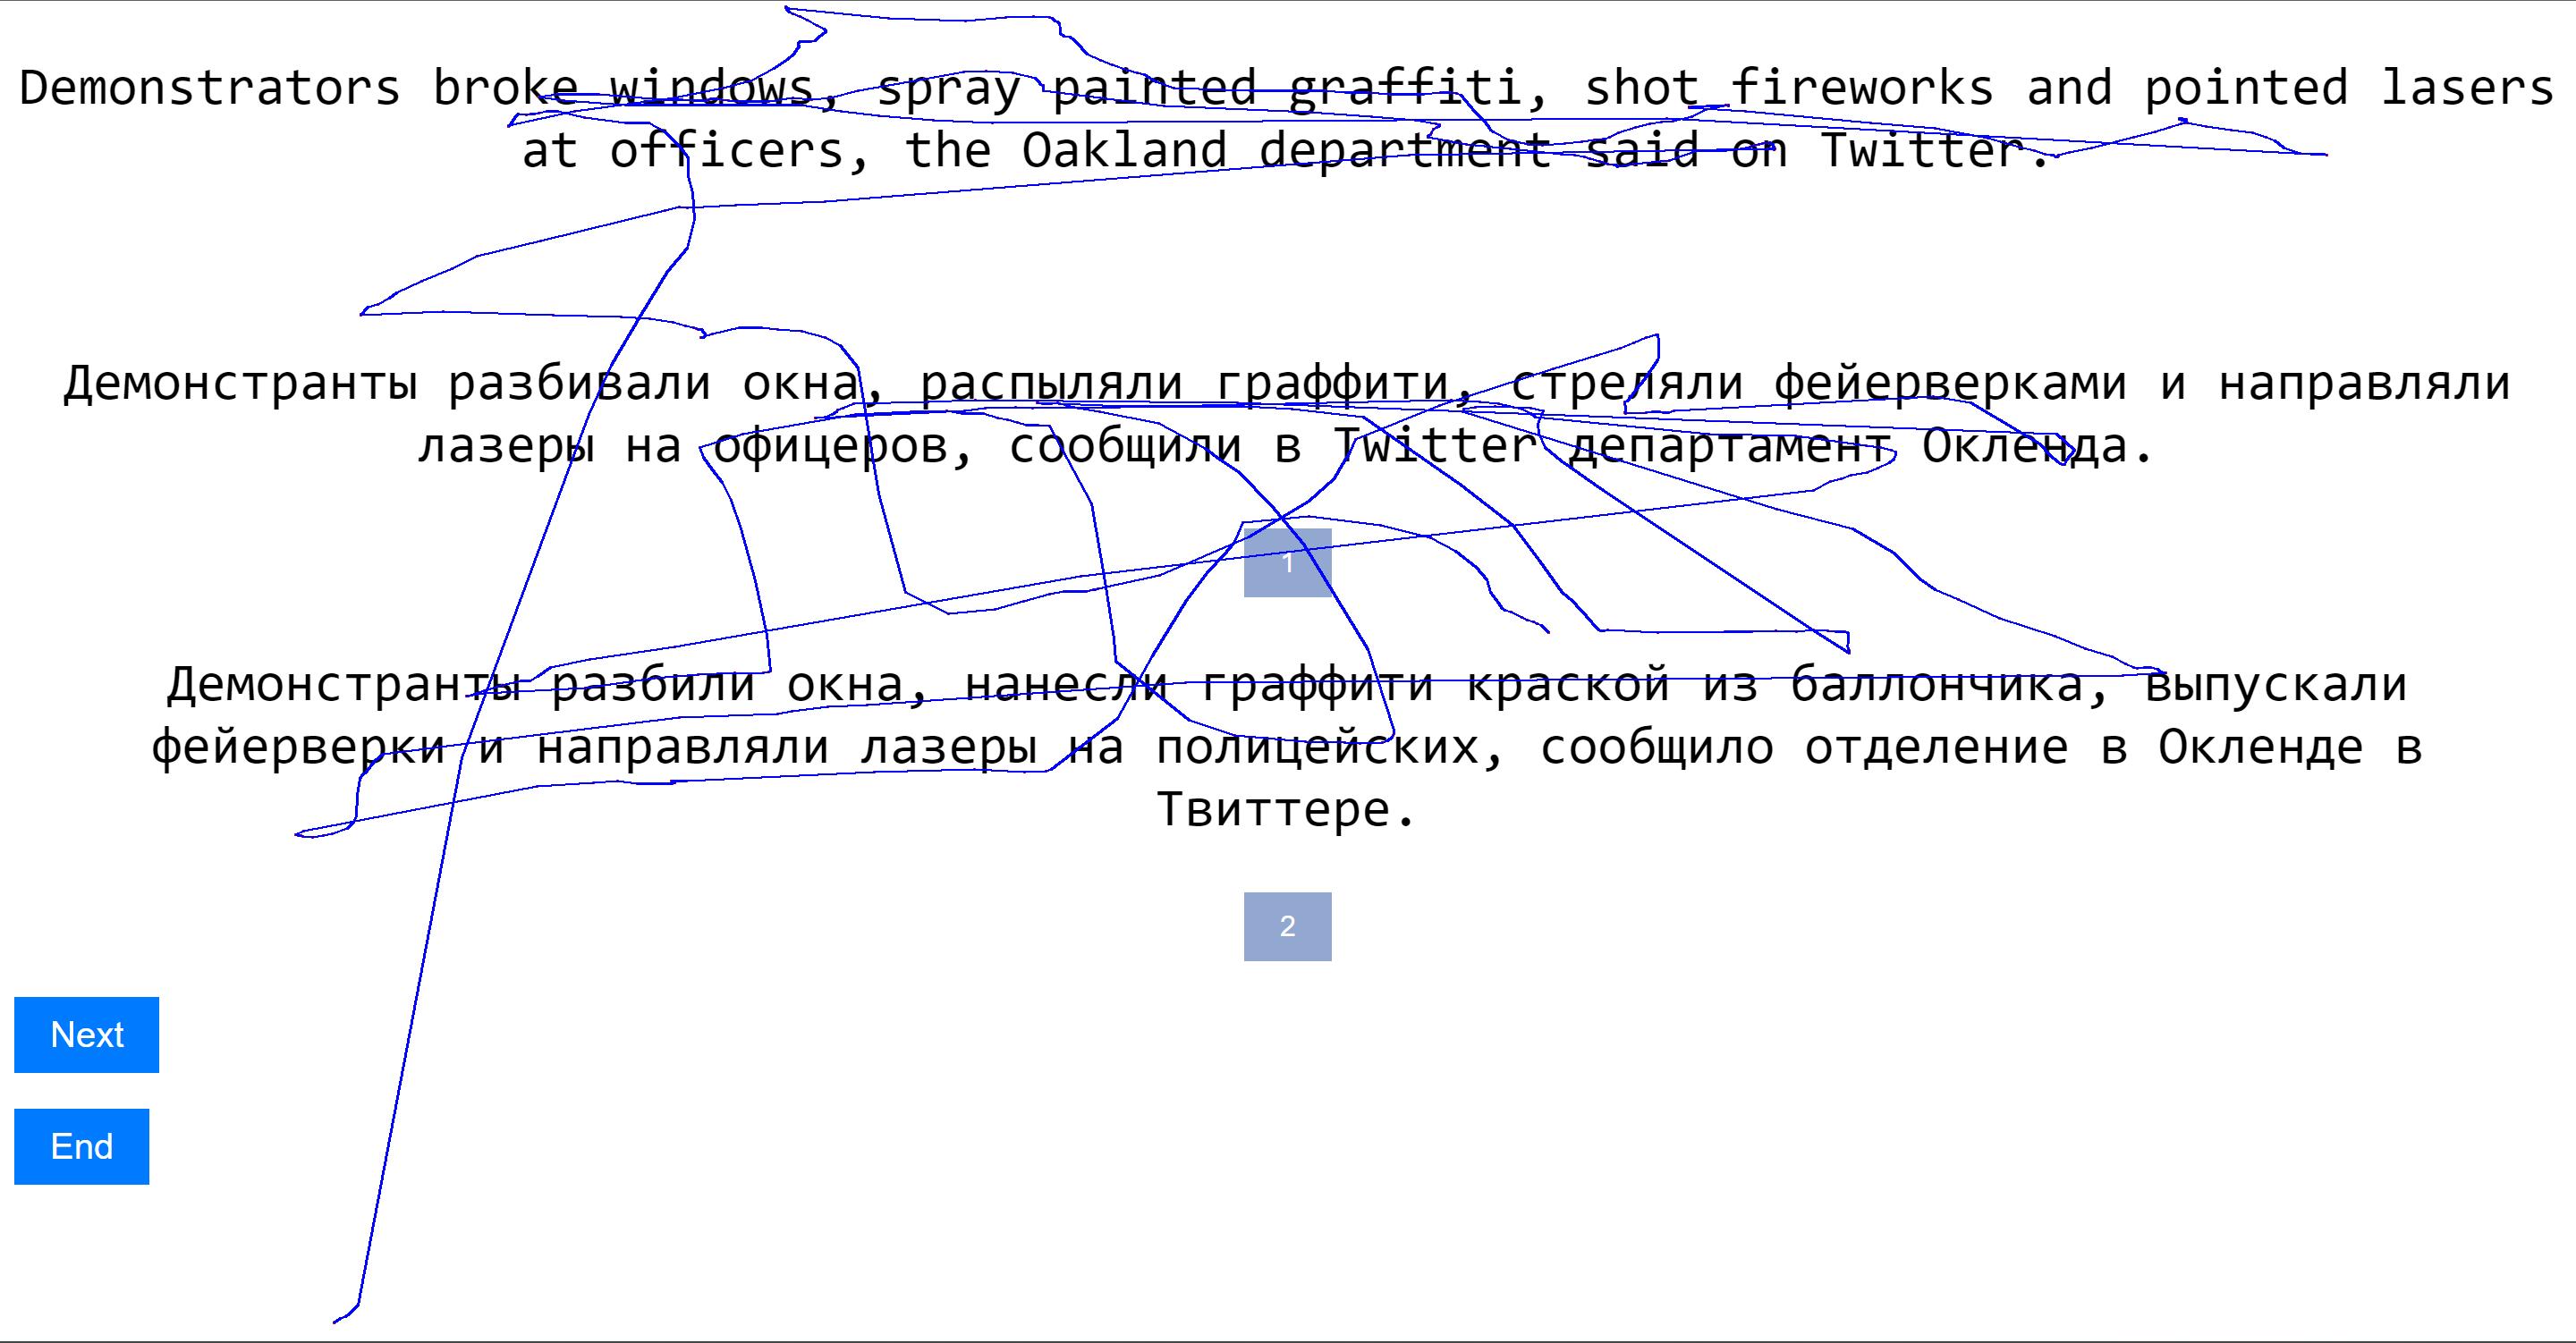 Demonstrators broke windows, spray painted graffiti, shot fireworks and pointed lasers
at officers, the Oakland department said on Twitter.
Демонстранты разбивали окна, распыляли граффити, стреляли фейерверками и направляли
лазеры на офицеров, сообщили в Twitter департамент Окленда.
1
Демонстранты разбили окна, нанесли граффити краской из баллончика, выпускали
фейерверки и направляли лазеры на полицейских, сообщило отделение в Окленде в
Твиттере.
2
Next
End